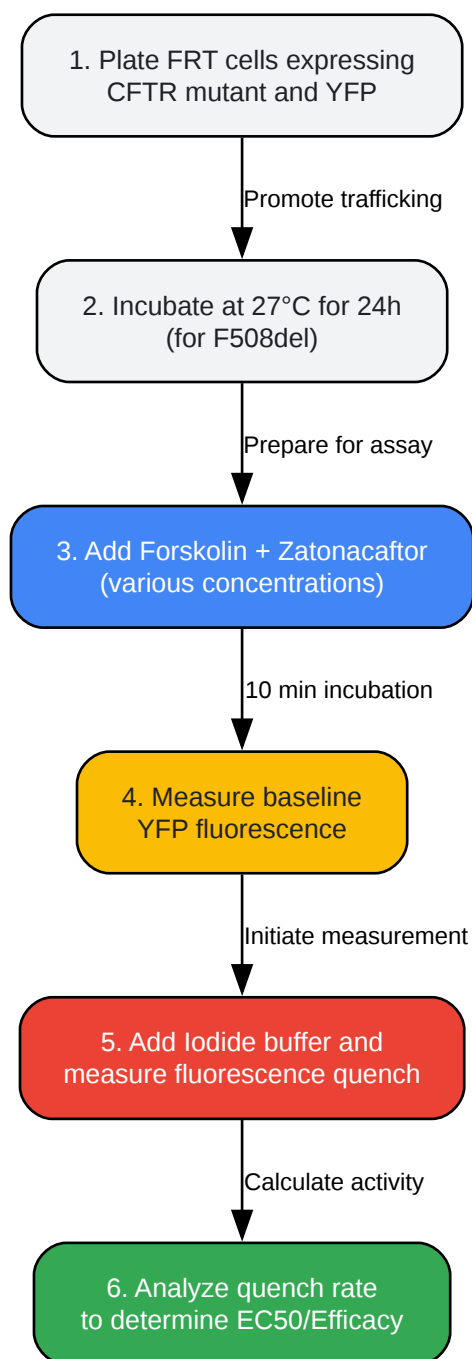 1. Plate FRT cells expressing
CFTR mutant and YFP
Promote trafficking
2. Incubate at 27°C for 24h
(for F508del)
Prepare for assay
3. Add Forskolin + Zatonacaftor
(various concentrations)
10 min incubation
4. Measure baseline
YFP fluorescence
Initiate measurement
5. Add Iodide buffer and
measure fluorescence quench
Calculate activity
6. Analyze quench rate
to determine EC50/Efficacy